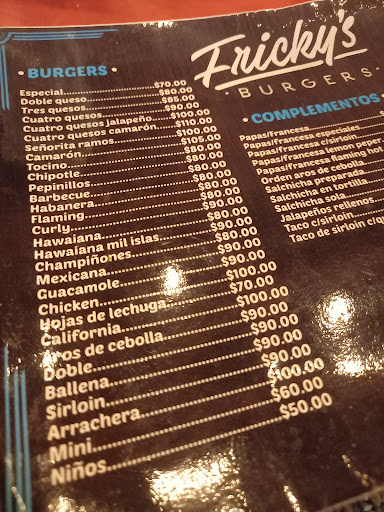 Fricky's
BURGERS
BURGERS
Especial $70.00
Doble queso $80.00
Tres quesos $85.00
Cuatro quesos $90.00
Cuatro quesos jalapeño $100.00
Cuatro quesos camarón $110.00
Señorita ramos $100.00
Camarón $105.00
Tocino $80.00
Chipotle $80.00
Pepinillos $80.00
Barbecue $80.00
Habanera $90.00
Flaming $80.00
Curly $90.00
Hawaiana $80.00
Hawaiana mil islas $90.00
Champiñones $80.00
Mexicana $90.00
Guacamole $100.00
Chicken $70.00
Hojas de lechuga $100.00
California $90.00
Aros de cebolla $90.00
Doble $90.00
Ballena $90.00
Sirloin $90.00
Arrachera $100.00
Mini $60.00
Niños $50.00
COMPLEMENTOS
Papas/francesa
Papas/francesa especiales
Papas/francesa c/sirloin
Papas/francesa lemon peper
Papas/francesa flaming hot
Orden aros de cebolla
Salchicha preparada
Salchicha en tortilla
Salchicha sola
Jalapeños rellenos
Taco c/sirloin
Taco de sirloin